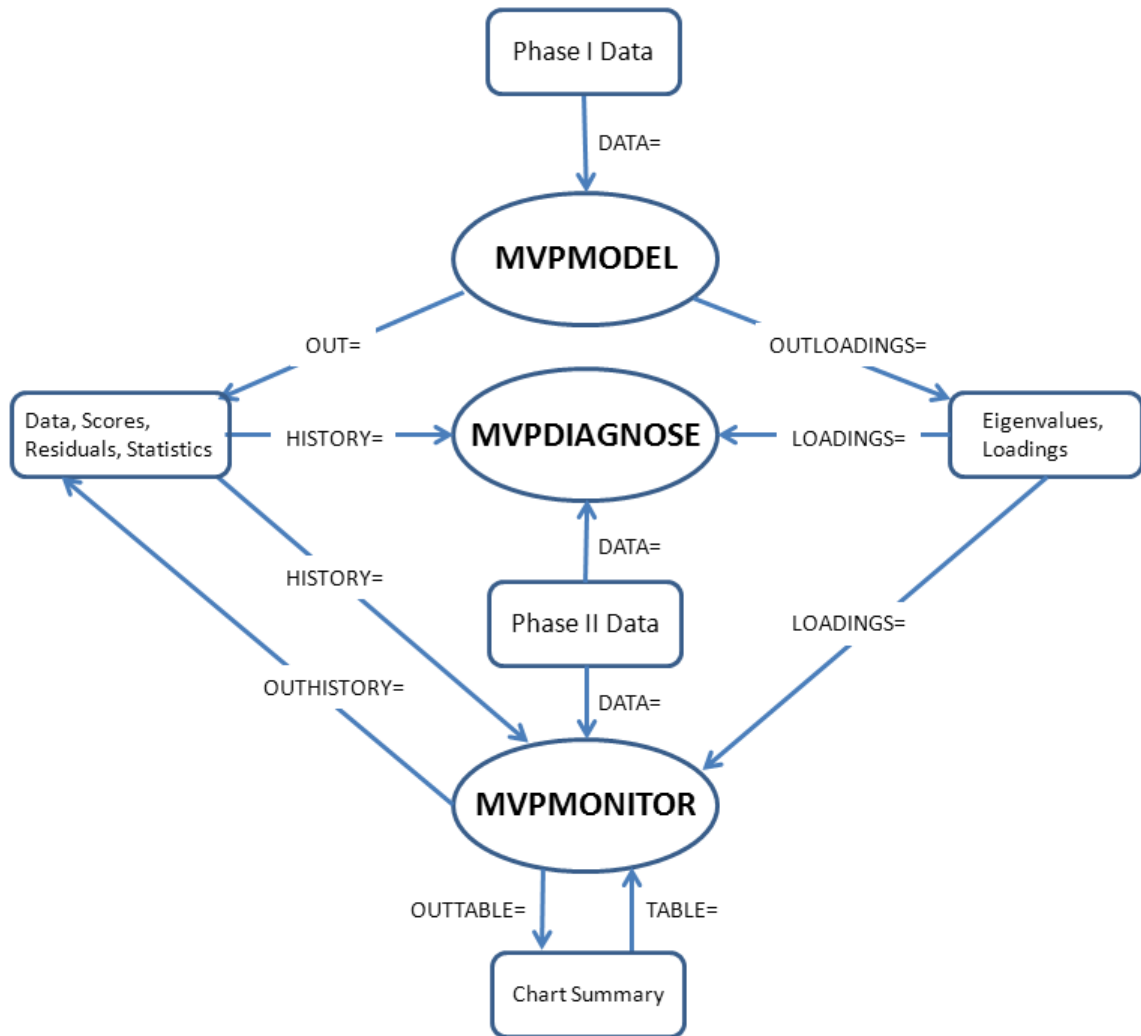 Phase I Data
DATA=
MVPMODEL
OUT=
OUTLOADINGS=
Data, Scores,
Residuals, Statistics
HISTORY=
MVPDIAGNOSE
LOADINGS=
Eigenvalues,
Loadings
DATA=
HISTORY=
Phase II Data
LOADINGS=
OUTHISTORY=
DATA=
MVPMONITOR
OUTTABLE=
TABLE=
Chart Summary